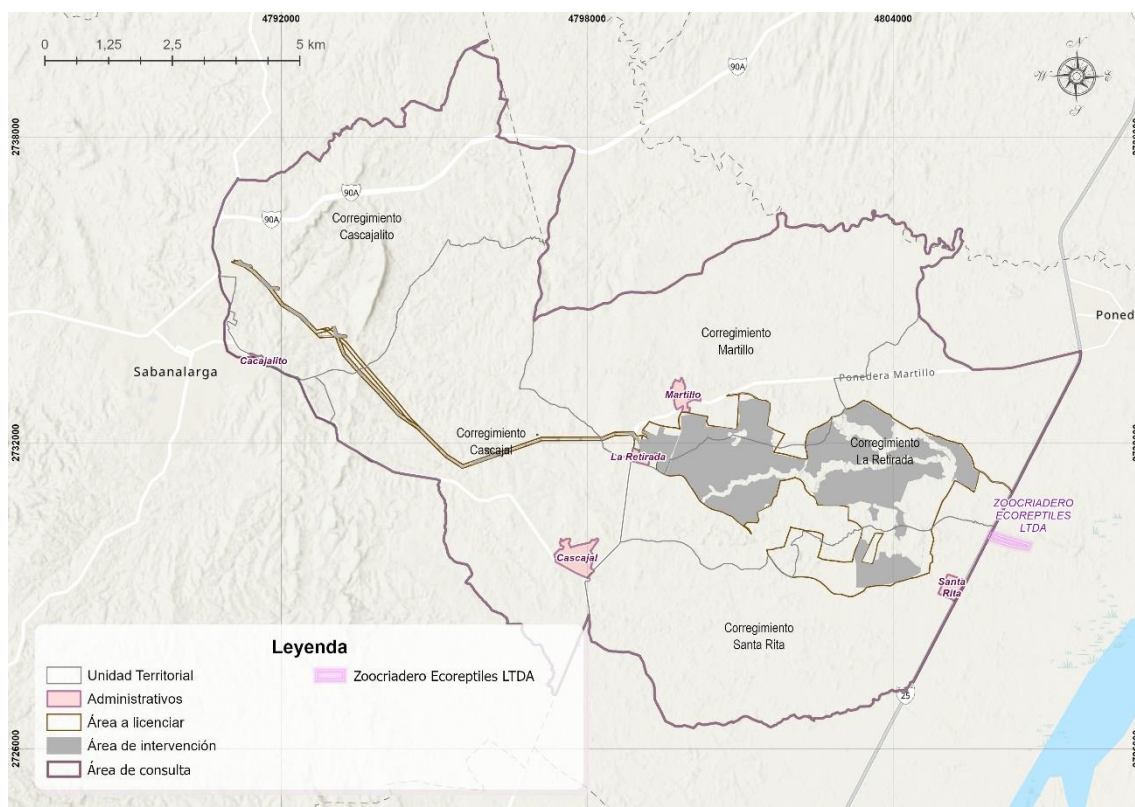 4792000
4798000
4804000
0
1,25
2,5
5 km
N
W
E
S
90A
2738000
90A
90A
Corregimiento
Cascajalito
Corregimiento
Martillo
Poned
Sabanalarga
Cacajalito
Ponedera Martillo
Martillo
2732000
Corregimiento
Cascajal
Corregimiento
La Retirada
La Retirada
ZOOCRIADERO
ECOREPTILES
LTDA
Cascajal
Santa
Rita
Corregimiento
Santa Rita
25
Leyenda
Unidad Territorial
Administrativos
Área a licenciar
Área de intervención
Área de consulta
Zoocriadero Ecoreptiles LTDA
2726000